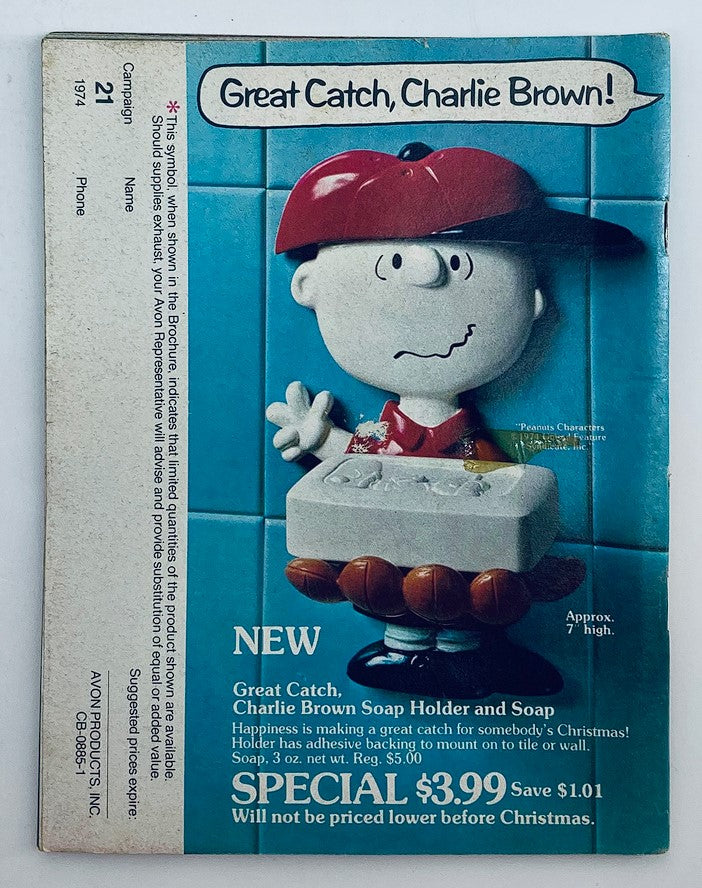 Great Catch, Charlie Brown!
"Peanuts Characters
© 1971 Feature
Syndicate, Inc."
Approx.
7" high.
NEW
Great Catch,
Charlie Brown Soap Holder and Soap
Happiness is making a great catch for somebody's Christmas!
Holder has adhesive backing to mount on to tile or wall.
Soap, 3 oz. net wt. Reg. $5.00
SPECIAL $3.99 Save $1.01
Will not be priced lower before Christmas.
*This symbol, when shown in the Brochure, indicates that limited quantities of the product shown are available.
Should supplies exhaust, your Avon Representative will advise and provide substitution of equal or added value.
Campaign
21
1974
Name
Phone
Suggested prices expire:
AVON PRODUCTS, INC.
CB-0885-1